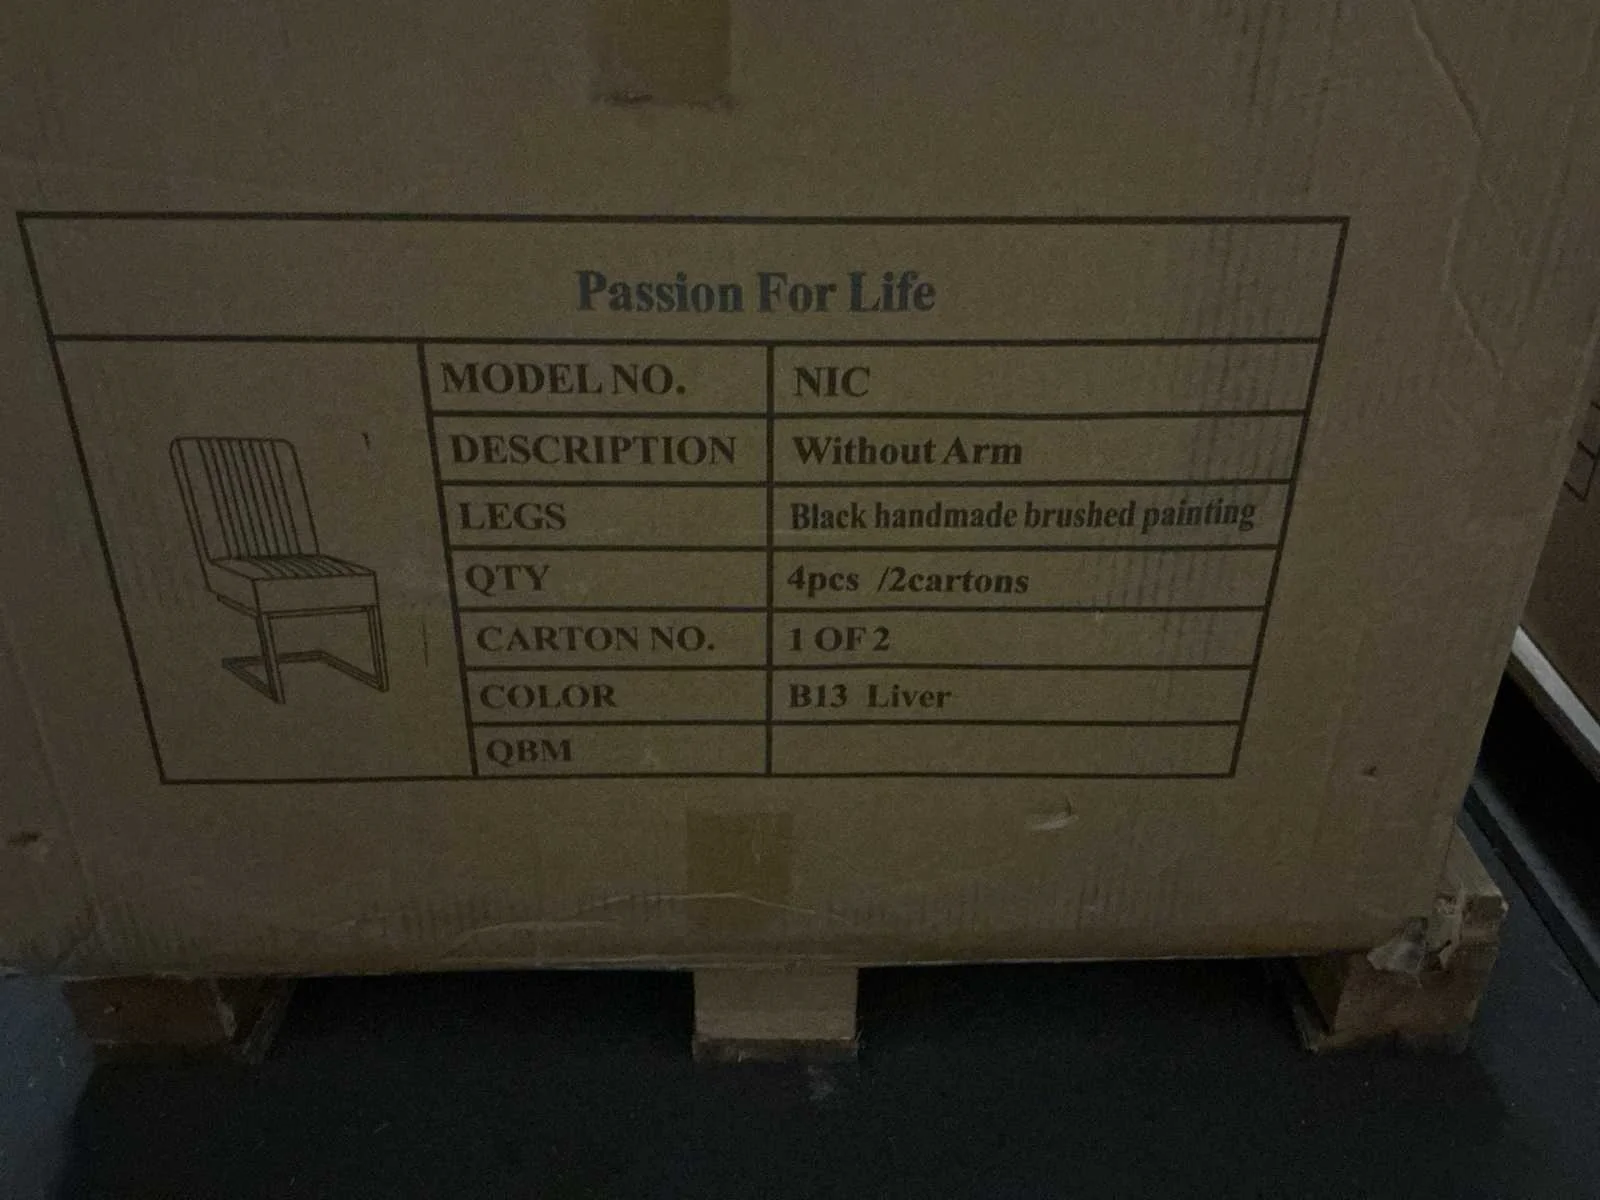 Passion For Life
MODEL NO. NIC
DESCRIPTION Without Arm
LEGS Black handmade brushed painting
QTY 4pcs /2cartons
CARTON NO. 1 OF 2
COLOR B13 Liver
QBM